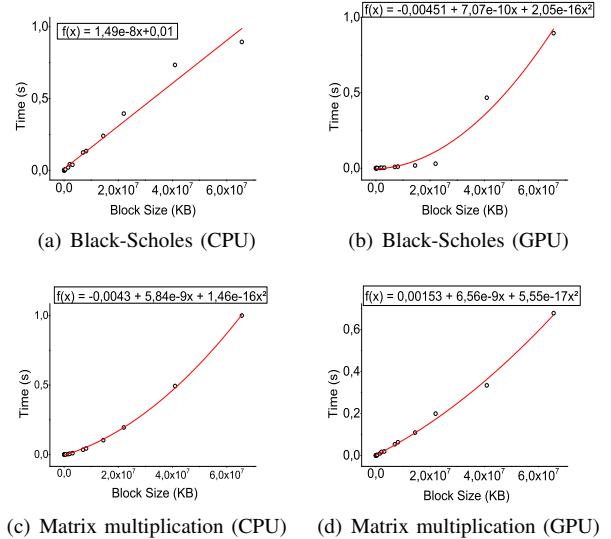 f(x) = 1,49e-8x+0,01
1,0
0,5
0,0
Time (s)
0,0 2,0x10⁷ 4,0x10⁷ 6,0x10⁷
Block Size (KB)
(a) Black-Scholes (CPU)
f(x) = -0,00451 + 7,07e-10x + 2,05e-16x²
1,0
0,5
0,0
Time (s)
0,0 2,0x10⁷ 4,0x10⁷ 6,0x10⁷
Block Size (KB)
(b) Black-Scholes (GPU)
f(x) = -0,0043 + 5,84e-9x + 1,46e-16x²
1,0
0,5
0,0
Time (s)
0,0 2,0x10⁷ 4,0x10⁷ 6,0x10⁷
Block Size (KB)
(c) Matrix multiplication (CPU)
f(x) = 0,00153 + 6,56e-9x + 5,55e-17x²
0,6
0,4
0,2
0,0
Time (s)
0,0 2,0x10⁷ 4,0x10⁷ 6,0x10⁷
Block Size (KB)
(d) Matrix multiplication (GPU)